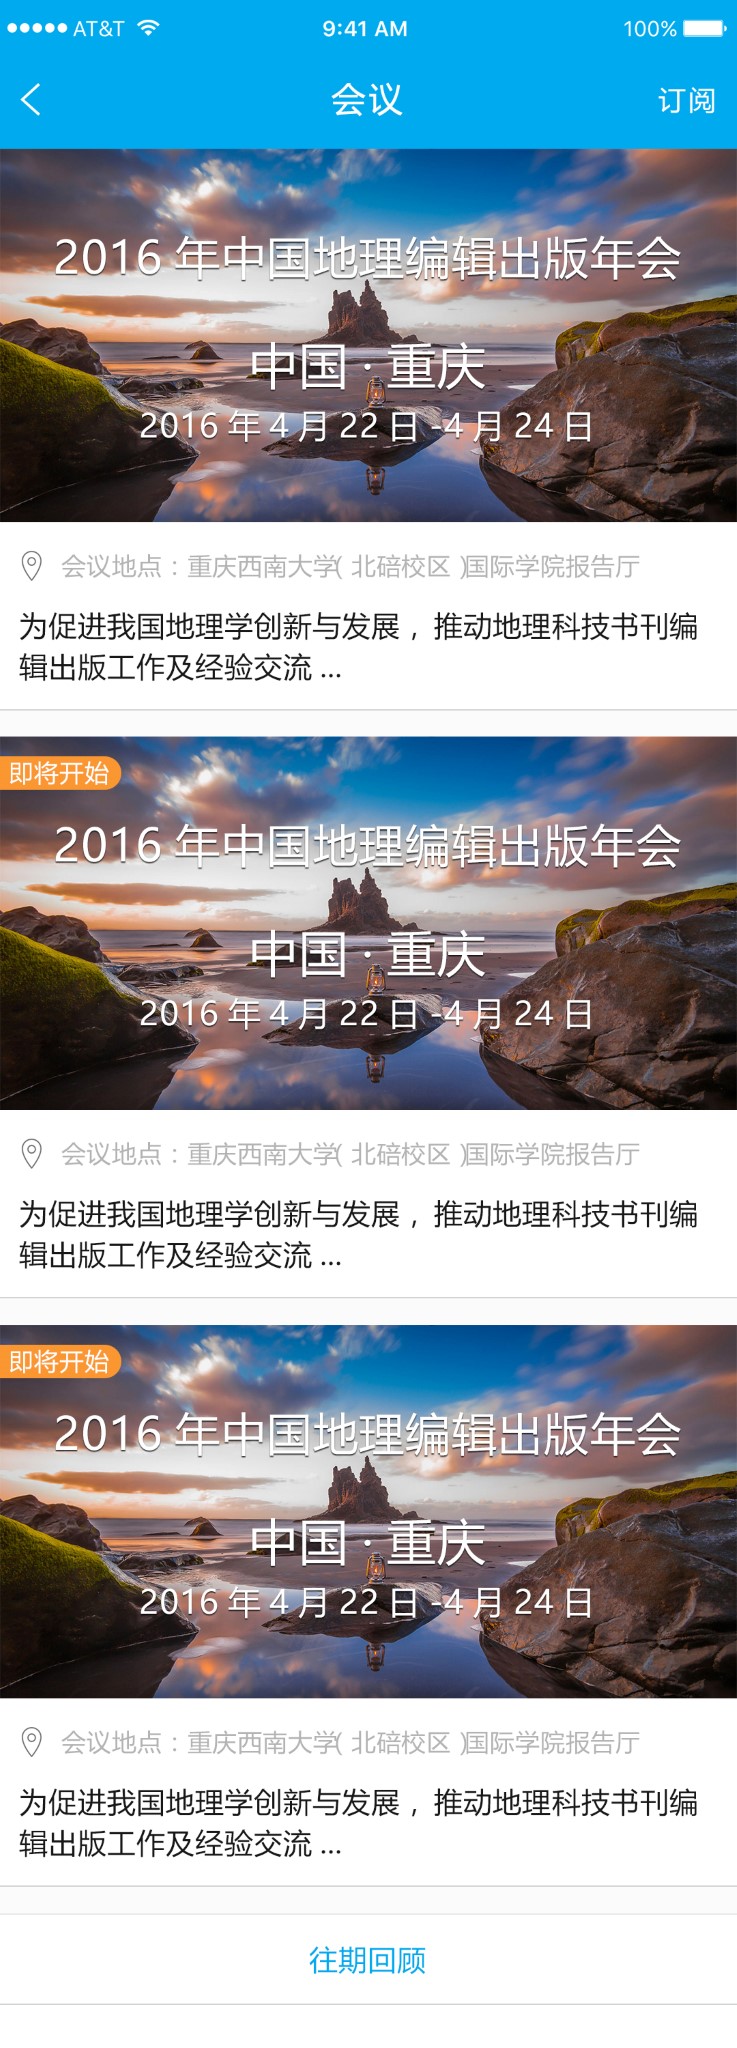 AT&T 9:41 AM 100%
会议 订阅
2016 年中国地理编辑出版年会
中国 · 重庆
2016 年 4 月 22 日 -4 月 24 日
会议地点：重庆西南大学( 北碚校区 )国际学院报告厅
为促进我国地理学创新与发展 ，推动地理科技书刊编
辑出版工作及经验交流 ...
即将开始
2016 年中国地理编辑出版年会
中国 · 重庆
2016 年 4 月 22 日 -4 月 24 日
会议地点：重庆西南大学( 北碚校区 )国际学院报告厅
为促进我国地理学创新与发展 ，推动地理科技书刊编
辑出版工作及经验交流 ...
即将开始
2016 年中国地理编辑出版年会
中国 · 重庆
2016 年 4 月 22 日 -4 月 24 日
会议地点：重庆西南大学( 北碚校区 )国际学院报告厅
为促进我国地理学创新与发展 ，推动地理科技书刊编
辑出版工作及经验交流 ...
往期回顾